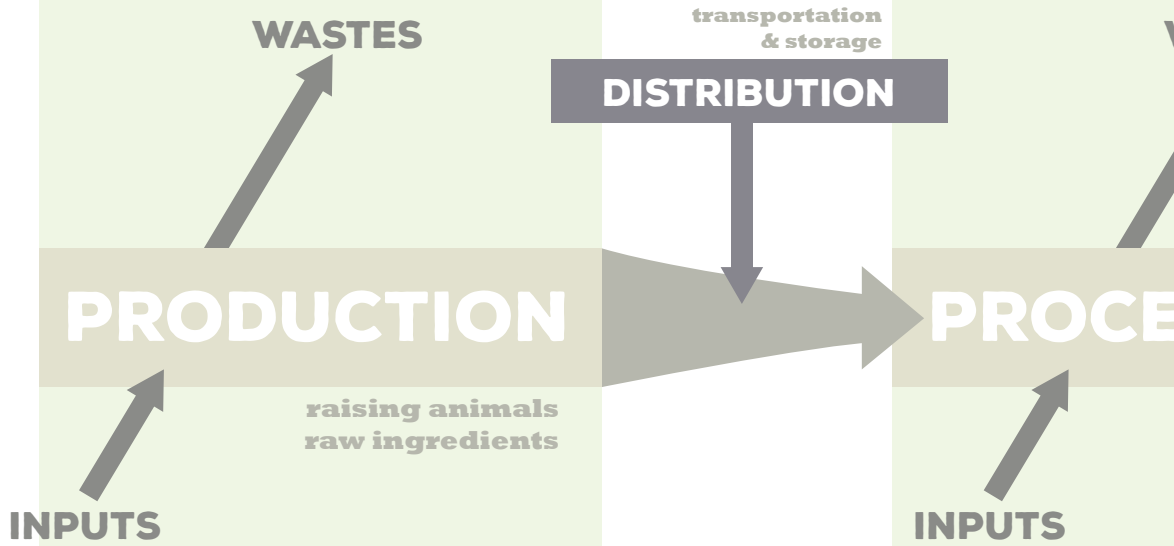 WASTES
transportation
& storage
DISTRIBUTION
PRODUCTION
PROCE
raising animals
raw ingredients
INPUTS
INPUTS